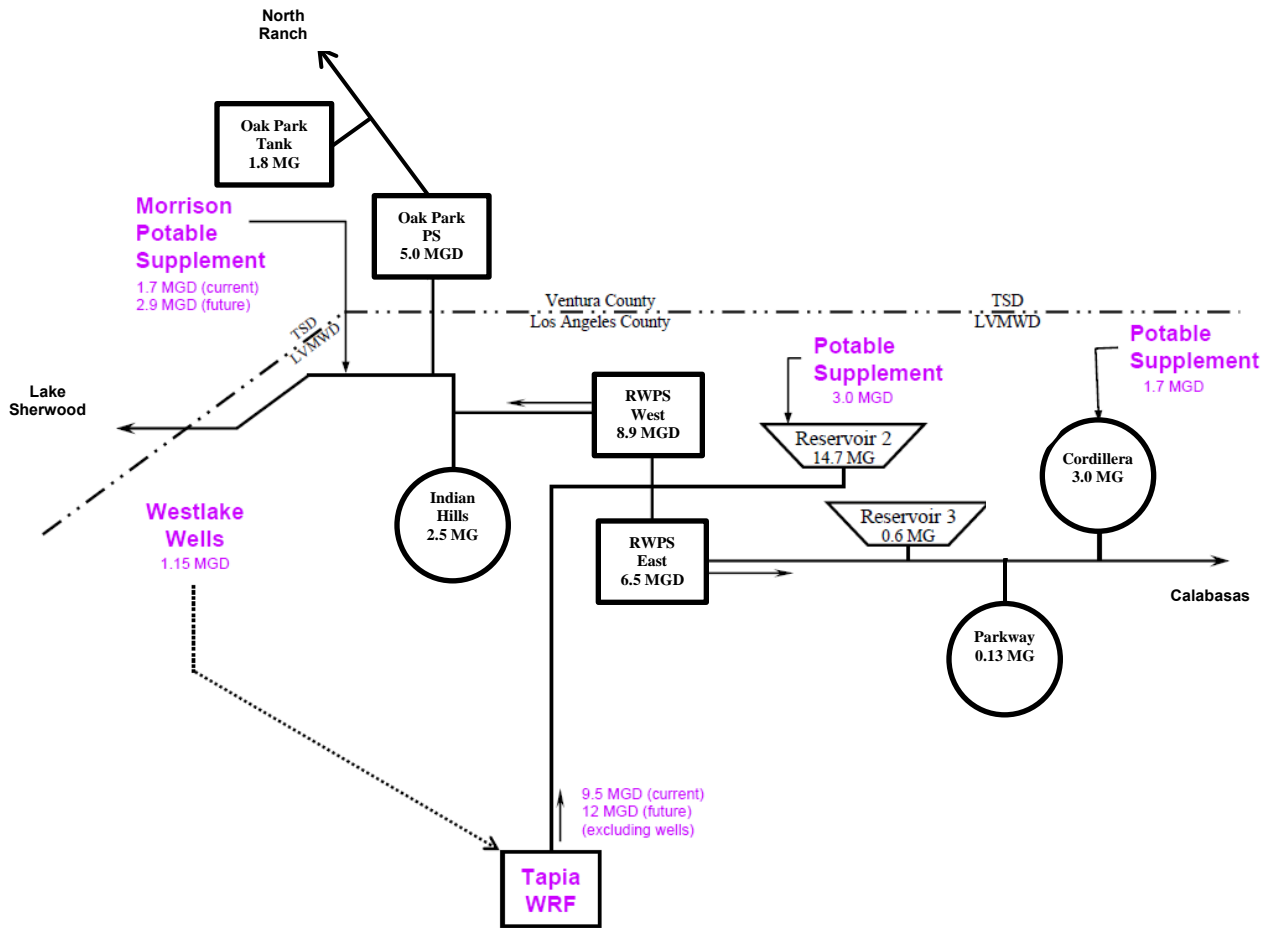 North
Ranch
Oak Park
Tank
1.8 MG
Morrison
Potable
Supplement
1.7 MGD (current)
2.9 MGD (future)
Oak Park
PS
5.0 MGD
Ventura County
TSD
Los Angeles County
LVMWD
TSD
LVMWD
Lake
Sherwood
RWPS
West
8.9 MGD
Potable
Supplement
3.0 MGD
Potable
Supplement
1.7 MGD
Reservoir 2
14.7 MG
Cordillera
3.0 MG
Indian
Hills
2.5 MG
Westlake
Wells
1.15 MGD
Reservoir 3
0.6 MG
RWPS
East
6.5 MGD
Calabasas
Parkway
0.13 MG
9.5 MGD (current)
12 MGD (future)
(excluding wells)
Tapia
WRF